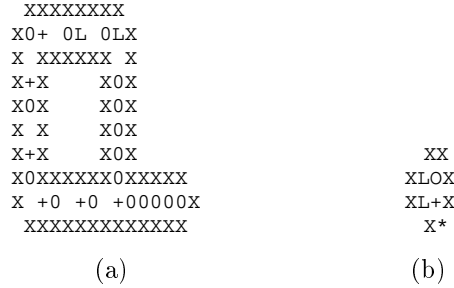 XXXXXXXX
X0+ 0L 0LX
X XXXXXX X
X+X    X0X
X0X    X0X
X X    X0X
X+X    X0X                        XX
X0XXXXXX0XXXXX                  XLOX
X +0 +0 +00000X                 XL+X
 XXXXXXXXXXXXX                    X*
(a) (b)